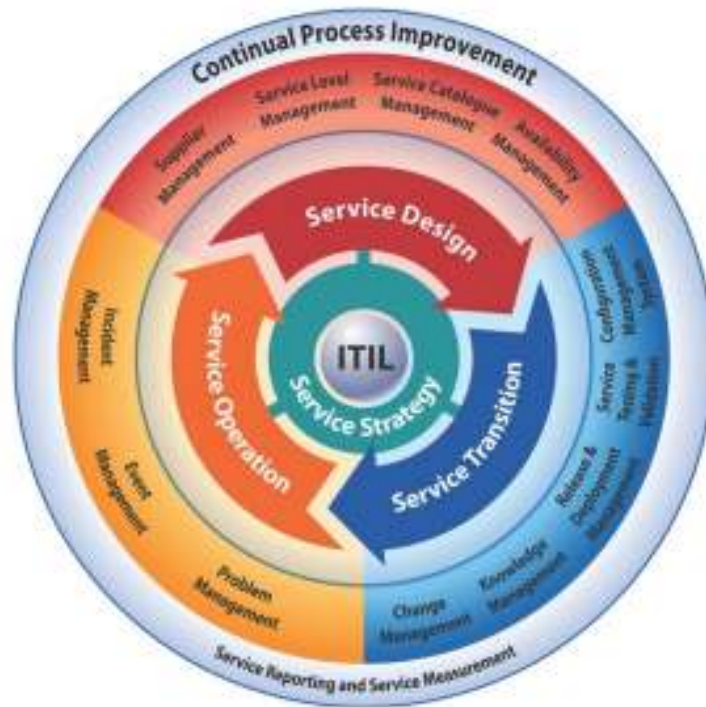 Continual Process Improvement
Supplier
Management
Service Level
Management
Service Catalogue
Management
Availability
Management
Configuration
Management
System
Service
Testing &
Validation
Release &
Deployment
Management
Knowledge
Management
Change
Management
Problem
Management
Event
Management
Incident
Management
Service Design
Service Transition
Service Operation
Service Strategy
ITIL
Service Reporting and Service Measurement